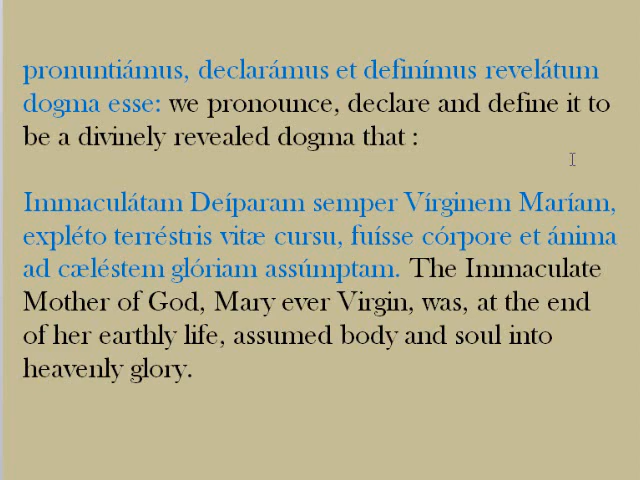 pronuntiámus, declarámus et definímus revelátum
dogma esse: we pronounce, declare and define it to
be a divinely revealed dogma that :
Immaculátam Deíparam semper Vírginem Maríam,
expléto terréstris vitæ cursu, fuísse córpore et ánima
ad cæléstem glóriam assúmptam. The Immaculate
Mother of God, Mary ever Virgin, was, at the end
of her earthly life, assumed body and soul into
heavenly glory.